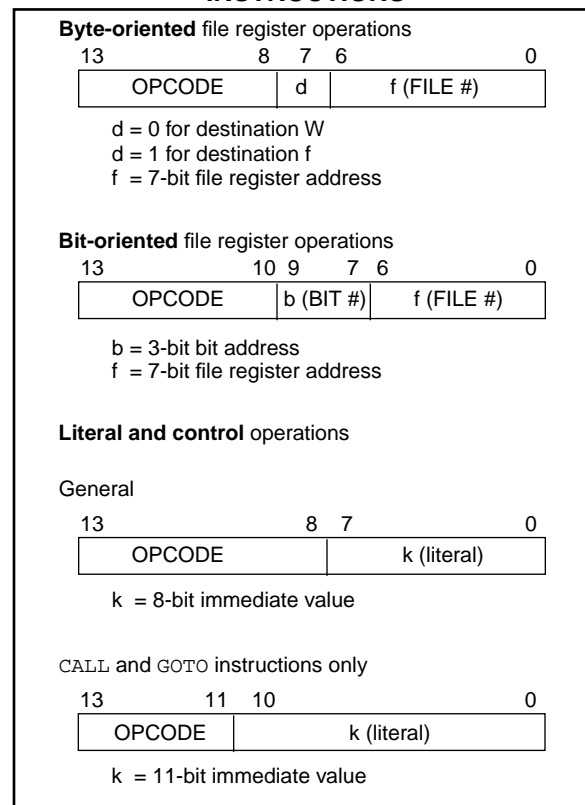 Byte-oriented file register operations
13 8 7 6 0
OPCODE d f (FILE #)
d = 0 for destination W
d = 1 for destination f
f = 7-bit file register address
Bit-oriented file register operations
13 10 9 7 6 0
OPCODE b (BIT #) f (FILE #)
b = 3-bit bit address
f = 7-bit file register address
Literal and control operations
General
13 8 7 0
OPCODE k (literal)
k = 8-bit immediate value
CALL and GOTO instructions only
13 11 10 0
OPCODE k (literal)
k = 11-bit immediate value